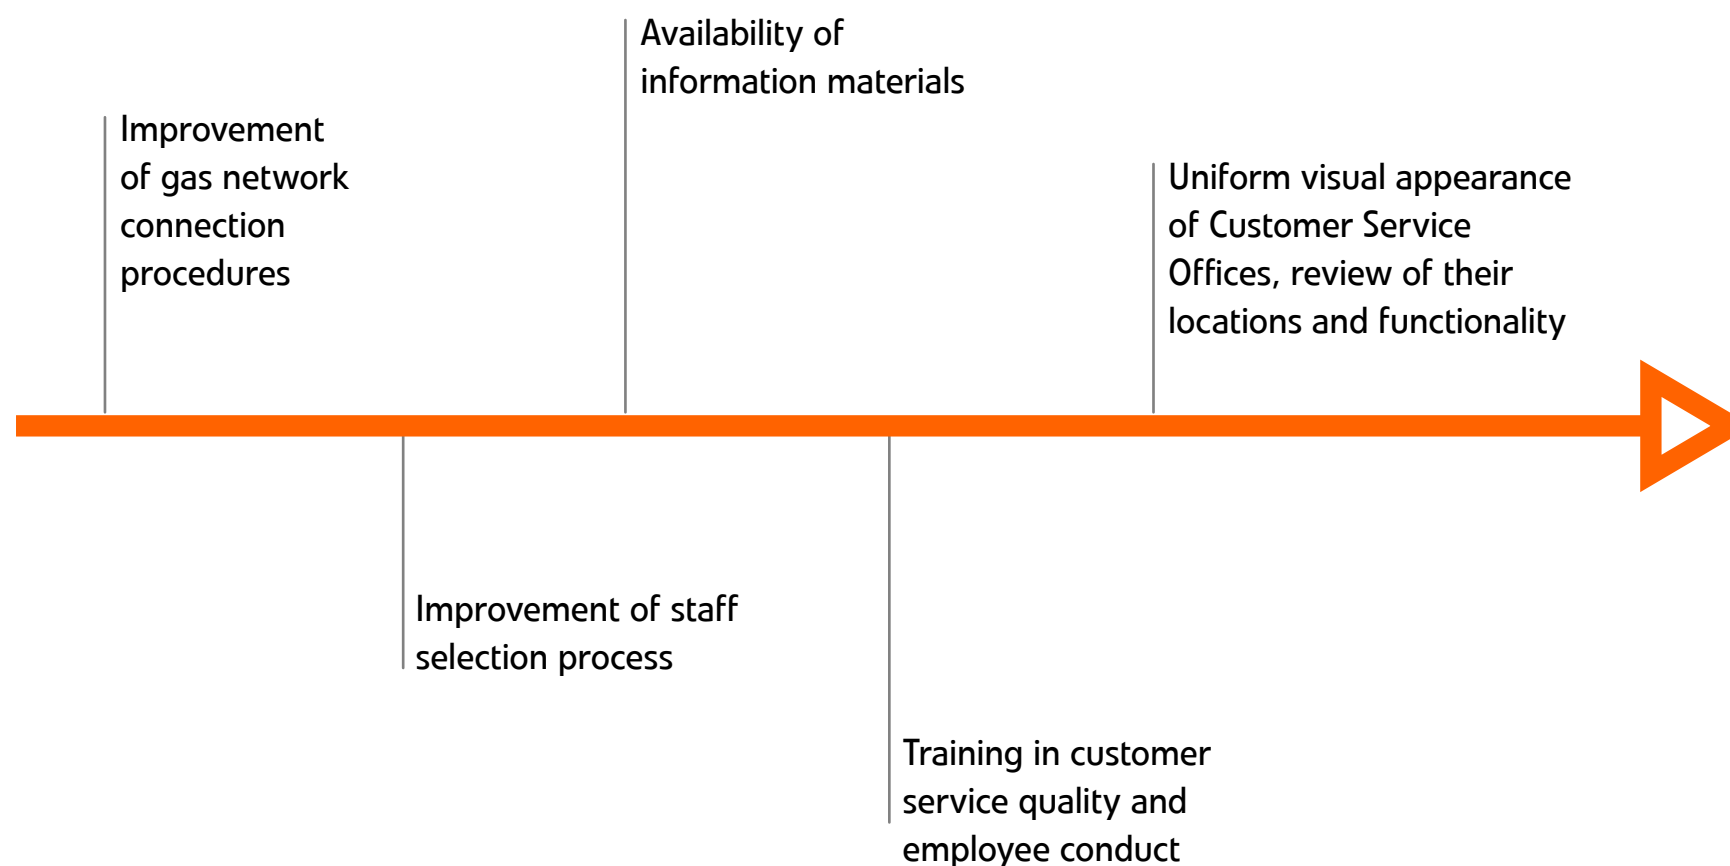 Availability of
information materials
Improvement
of gas network
connection
procedures
Uniform visual appearance
of Customer Service
Offices, review of their
locations and functionality
Improvement of staff
selection process
Training in customer
service quality and
employee conduct